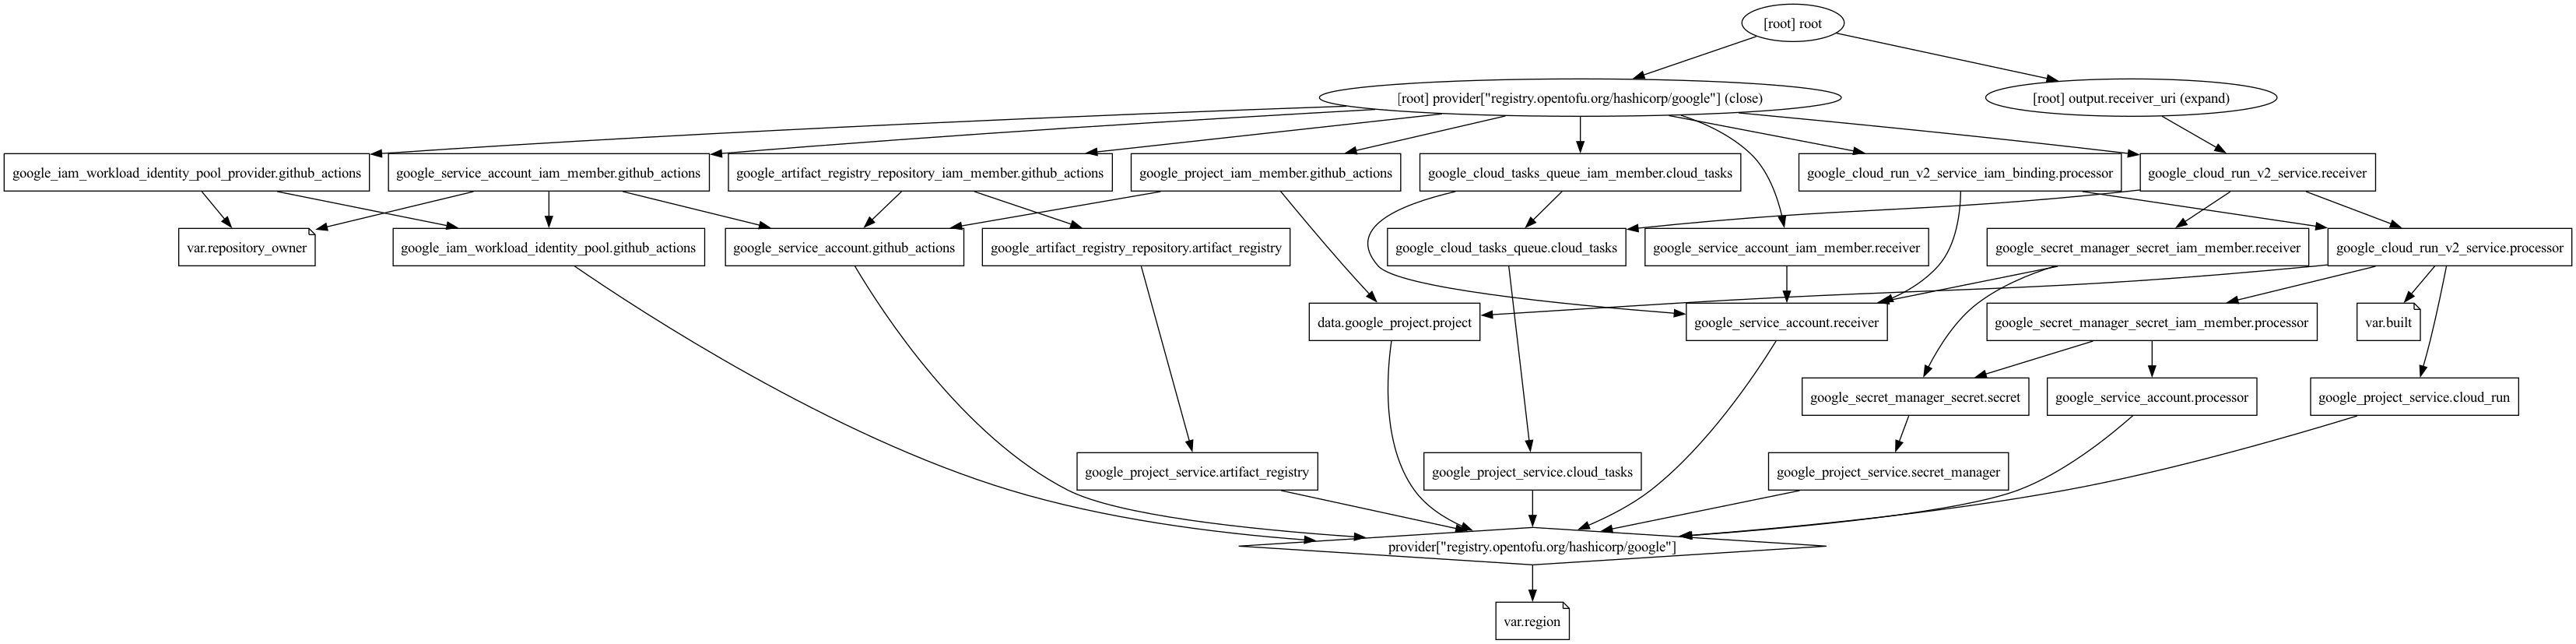 [root] root
[root] provider["registry.opentofu.org/hashicorp/google"] (close)
[root] output.receiver_uri (expand)
google_iam_workload_identity_pool_provider.github_actions
google_service_account_iam_member.github_actions
google_artifact_registry_repository_iam_member.github_actions
google_project_iam_member.github_actions
google_cloud_tasks_queue_iam_member.cloud_tasks
google_cloud_run_v2_service_iam_binding.processor
google_cloud_run_v2_service.receiver
var.repository_owner
google_iam_workload_identity_pool.github_actions
google_service_account.github_actions
google_artifact_registry_repository.artifact_registry
google_cloud_tasks_queue.cloud_tasks
google_service_account_iam_member.receiver
google_secret_manager_secret_iam_member.receiver
google_cloud_run_v2_service.processor
data.google_project.project
google_service_account.receiver
google_secret_manager_secret_iam_member.processor
var.built
google_secret_manager_secret.secret
google_service_account.processor
google_project_service.cloud_run
google_project_service.artifact_registry
google_project_service.cloud_tasks
google_project_service.secret_manager
provider["registry.opentofu.org/hashicorp/google"]
var.region